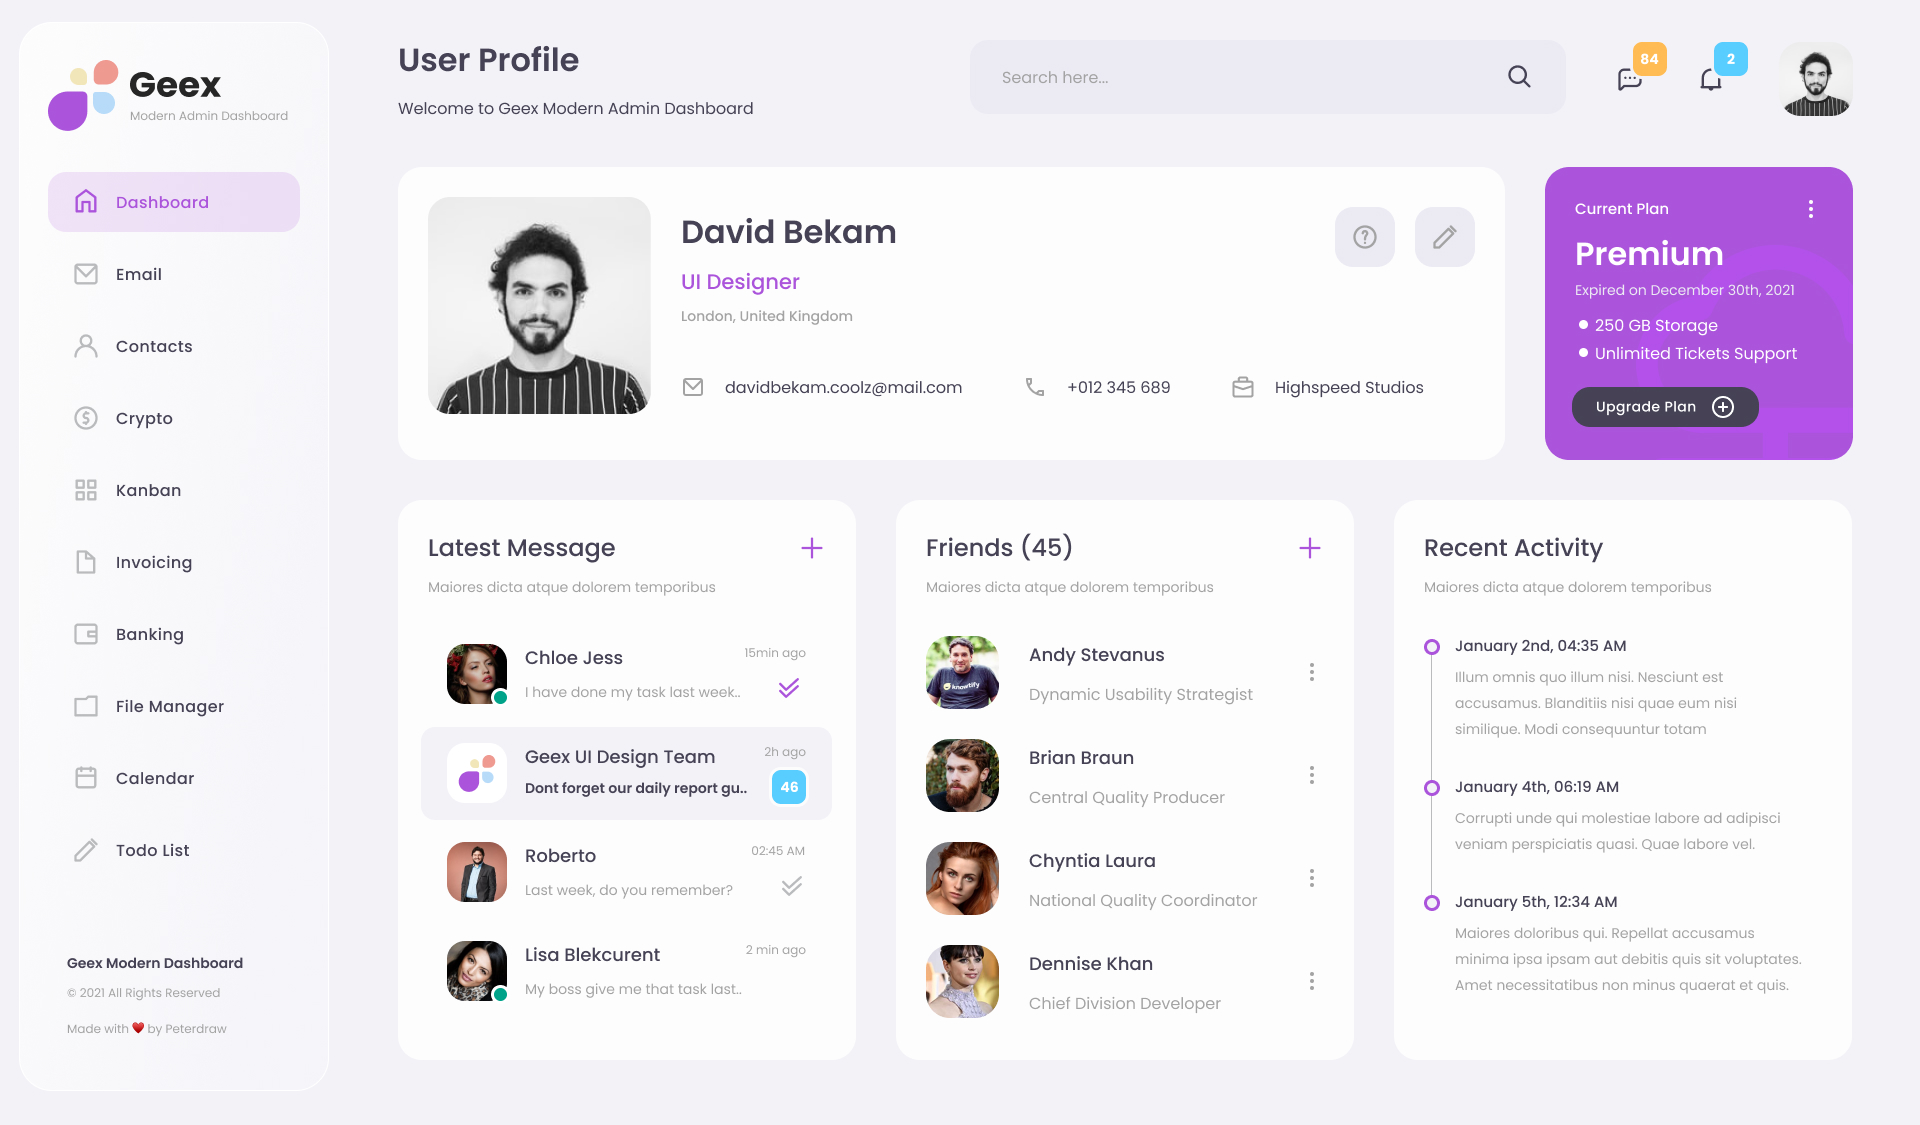 Geex
Modern Admin Dashboard
Dashboard
Email
Contacts
Crypto
Kanban
Invoicing
Banking
File Manager
Calendar
Todo List
Geex Modern Dashboard
© 2021 All Rights Reserved
Made with ❤ by Peterdraw
User Profile
Welcome to Geex Modern Admin Dashboard
Search here...
84
2
David Bekam
UI Designer
London, United Kingdom
davidbekam.coolz@mail.com
+012 345 689
Highspeed Studios
Current Plan
Premium
Expired on December 30th, 2021
250 GB Storage
Unlimited Tickets Support
Upgrade Plan
Latest Message
Maiores dicta atque dolorem temporibus
Chloe Jess
15min ago
I have done my task last week..
Geex UI Design Team
2h ago
Dont forget our daily report gu..
46
Roberto
02:45 AM
Last week, do you remember?
Lisa Blekcurent
2 min ago
My boss give me that task last..
Friends (45)
Maiores dicta atque dolorem temporibus
knowtify
Andy Stevanus
Dynamic Usability Strategist
Brian Braun
Central Quality Producer
Chyntia Laura
National Quality Coordinator
Dennise Khan
Chief Division Developer
Recent Activity
Maiores dicta atque dolorem temporibus
January 2nd, 04:35 AM
Illum omnis quo illum nisi. Nesciunt est
accusamus. Blanditiis nisi quae eum nisi
similique. Modi consequuntur totam
January 4th, 06:19 AM
Corrupti unde qui molestiae labore ad adipisci
veniam perspiciatis quasi. Quae labore vel.
January 5th, 12:34 AM
Maiores doloribus qui. Repellat accusamus
minima ipsa ipsam aut debitis quis sit voluptates.
Amet necessitatibus non minus quaerat et quis.